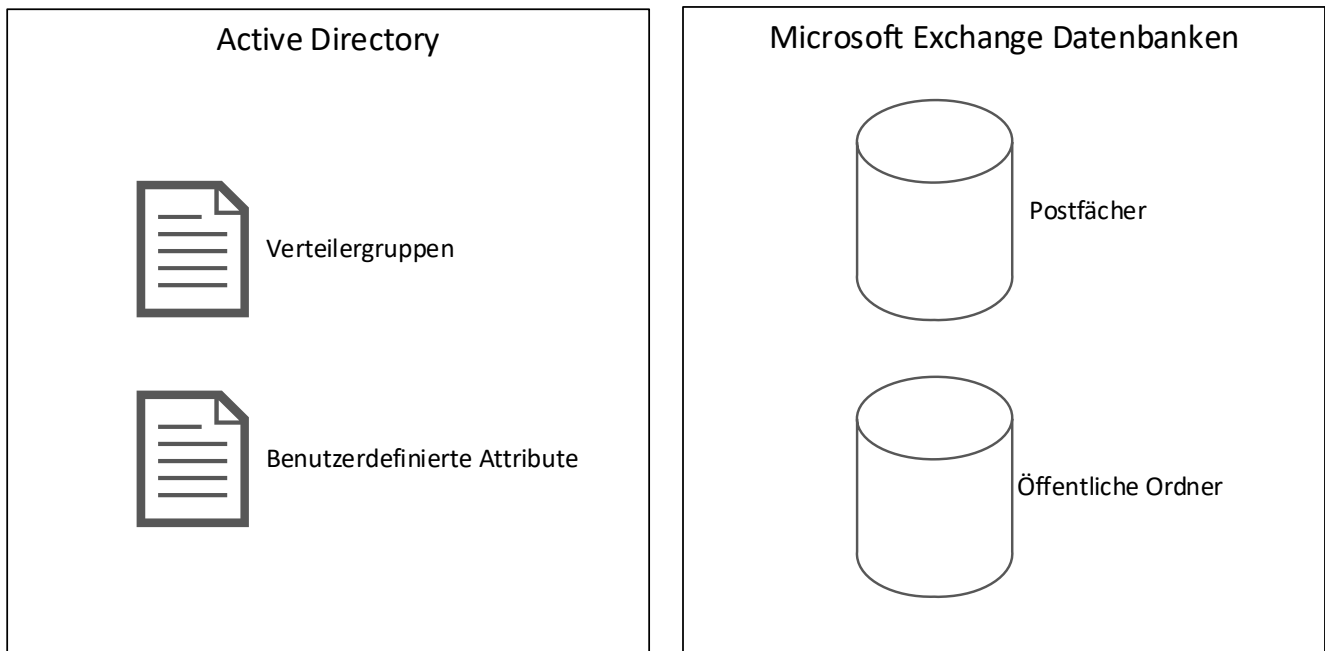 Active Directory
Verteilergruppen
Benutzerdefinierte Attribute
Microsoft Exchange Datenbanken
Postfächer
Öffentliche Ordner